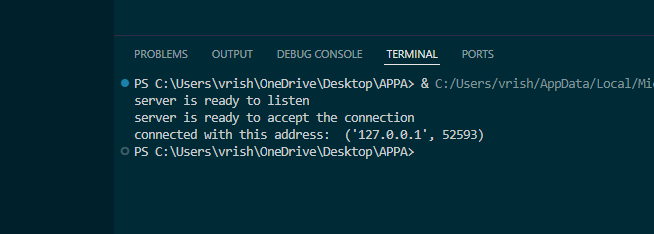 PROBLEMS OUTPUT DEBUG CONSOLE TERMINAL PORTS
PS C:\Users\vrish\OneDrive\Desktop\APPA> & C:/Users/vrish/AppData/Local/Mic
server is ready to listen
server is ready to accept the connection
connected with this address:  ('127.0.0.1', 52593)
PS C:\Users\vrish\OneDrive\Desktop\APPA>